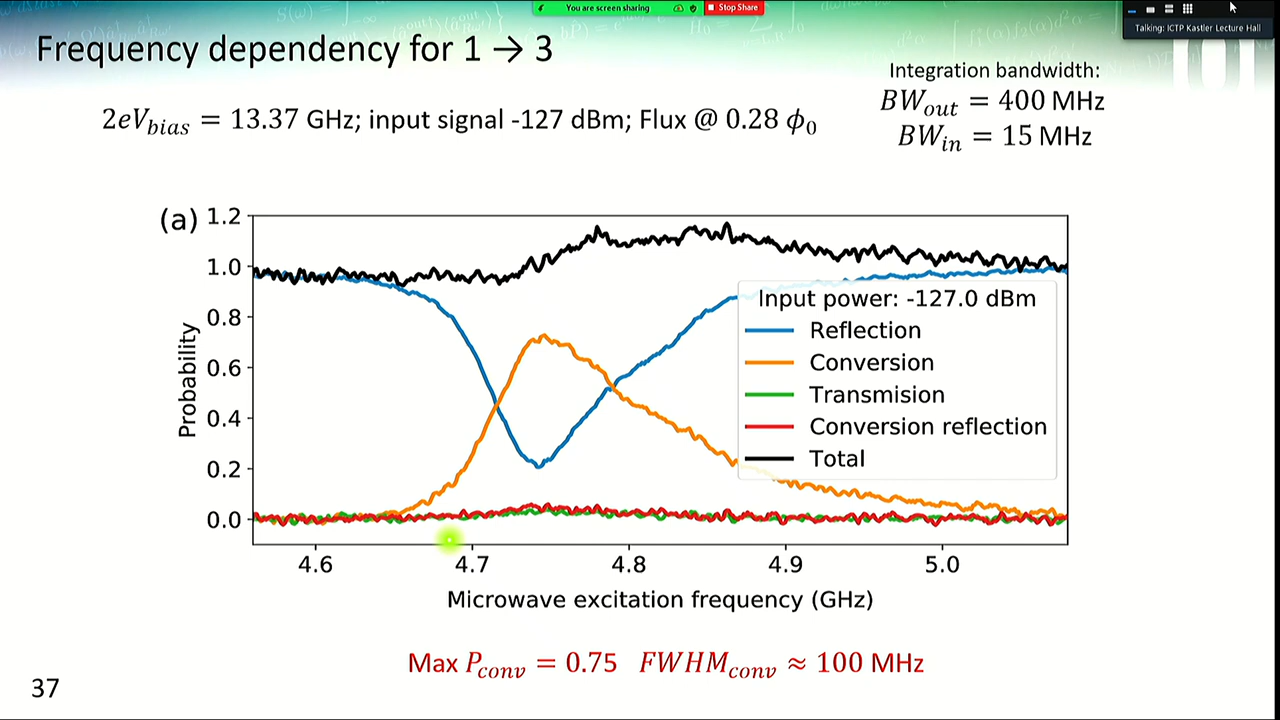 You are screen sharing
Stop Share
Talking: ICTP Kastler Lecture Hall
Frequency dependency for 1 → 3
Integration bandwidth:
BW_out = 400 MHz
BW_in = 15 MHz
2eV_bias = 13.37 GHz; input signal -127 dBm; Flux @ 0.28 ϕ_0
(a)
1.2
1.0
0.8
0.6
0.4
0.2
0.0
Probability
Input power: -127.0 dBm
Reflection
Conversion
Transmision
Conversion reflection
Total
4.6 4.7 4.8 4.9 5.0
Microwave excitation frequency (GHz)
Max P_conv = 0.75 FWHM_conv ≈ 100 MHz
37